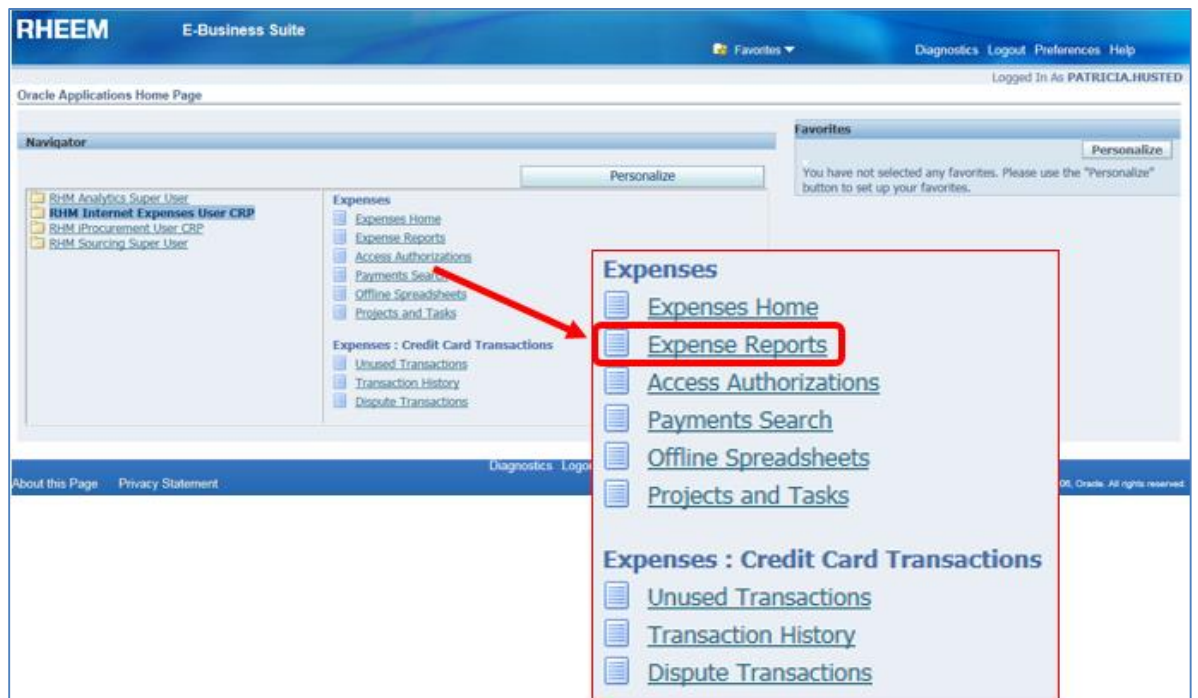 RHEEM E-Business Suite
Favorites
Diagnostics Logout Preferences Help
Logged In As PATRICIA.HUSTED
Oracle Applications Home Page
Navigator
Personalize
RHM Analytics Super User
RHM Internet Expenses User CRP
RHM iProcurement User CRP
RHM Sourcing Super User
Expenses
Expenses Home
Expense Reports
Access Authorizations
Payments Search
Offline Spreadsheets
Projects and Tasks
Expenses : Credit Card Transactions
Unused Transactions
Transaction History
Dispute Transactions
Favorites
Personalize
You have not selected any favorites. Please use the "Personalize"
button to set up your favorites.
Expenses
Expenses Home
Expense Reports
Access Authorizations
Payments Search
Offline Spreadsheets
Projects and Tasks
Expenses : Credit Card Transactions
Unused Transactions
Transaction History
Dispute Transactions
Diagnostics
About this Page Privacy Statement
Oracle. All rights reserved.